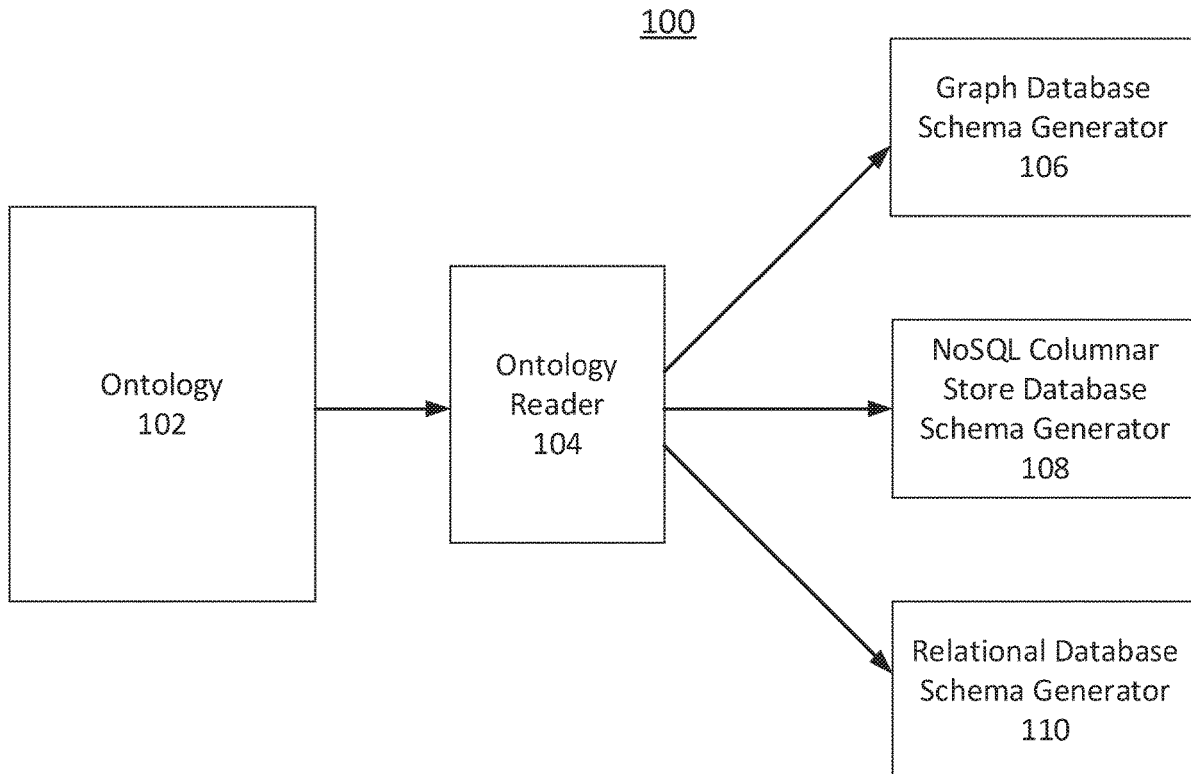 100
Graph Database
Schema Generator
106
Ontology
102
Ontology
Reader
104
NoSQL Columnar
Store Database
Schema Generator
108
Relational Database
Schema Generator
110